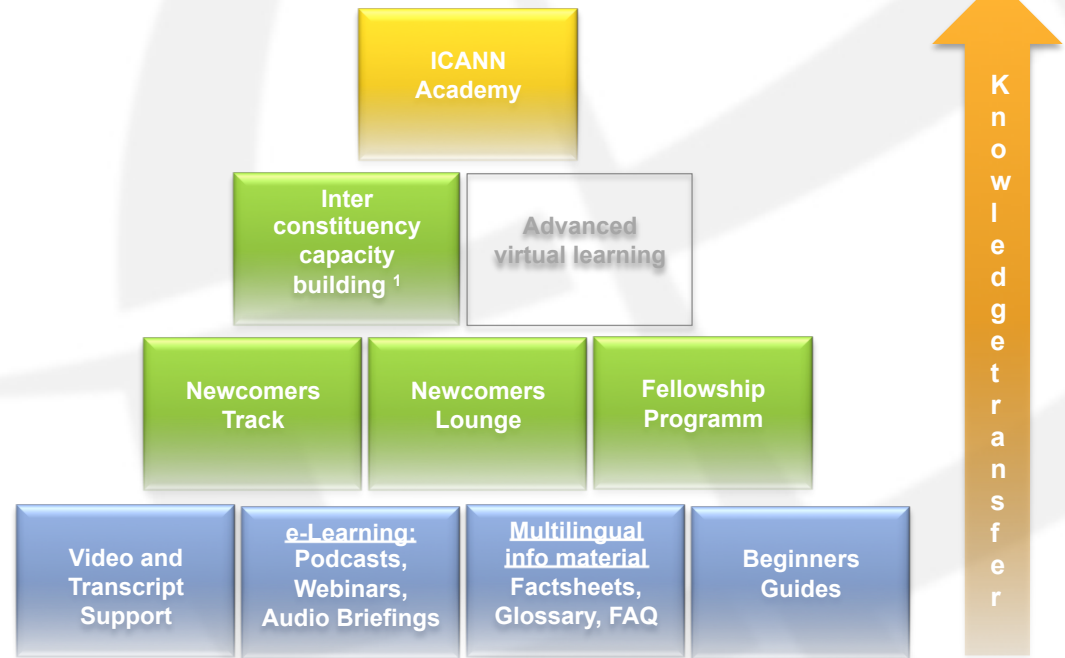 ICANN
Academy
Inter
constituency
capacity
building ¹
Advanced
virtual learning
Newcomers
Track
Newcomers
Lounge
Fellowship
Programm
Video and
Transcript
Support
e-Learning:
Podcasts,
Webinars,
Audio Briefings
Multilingual
info material
Factsheets,
Glossary, FAQ
Beginners
Guides
K
n
o
w
l
e
d
g
e
t
r
a
n
s
f
e
r